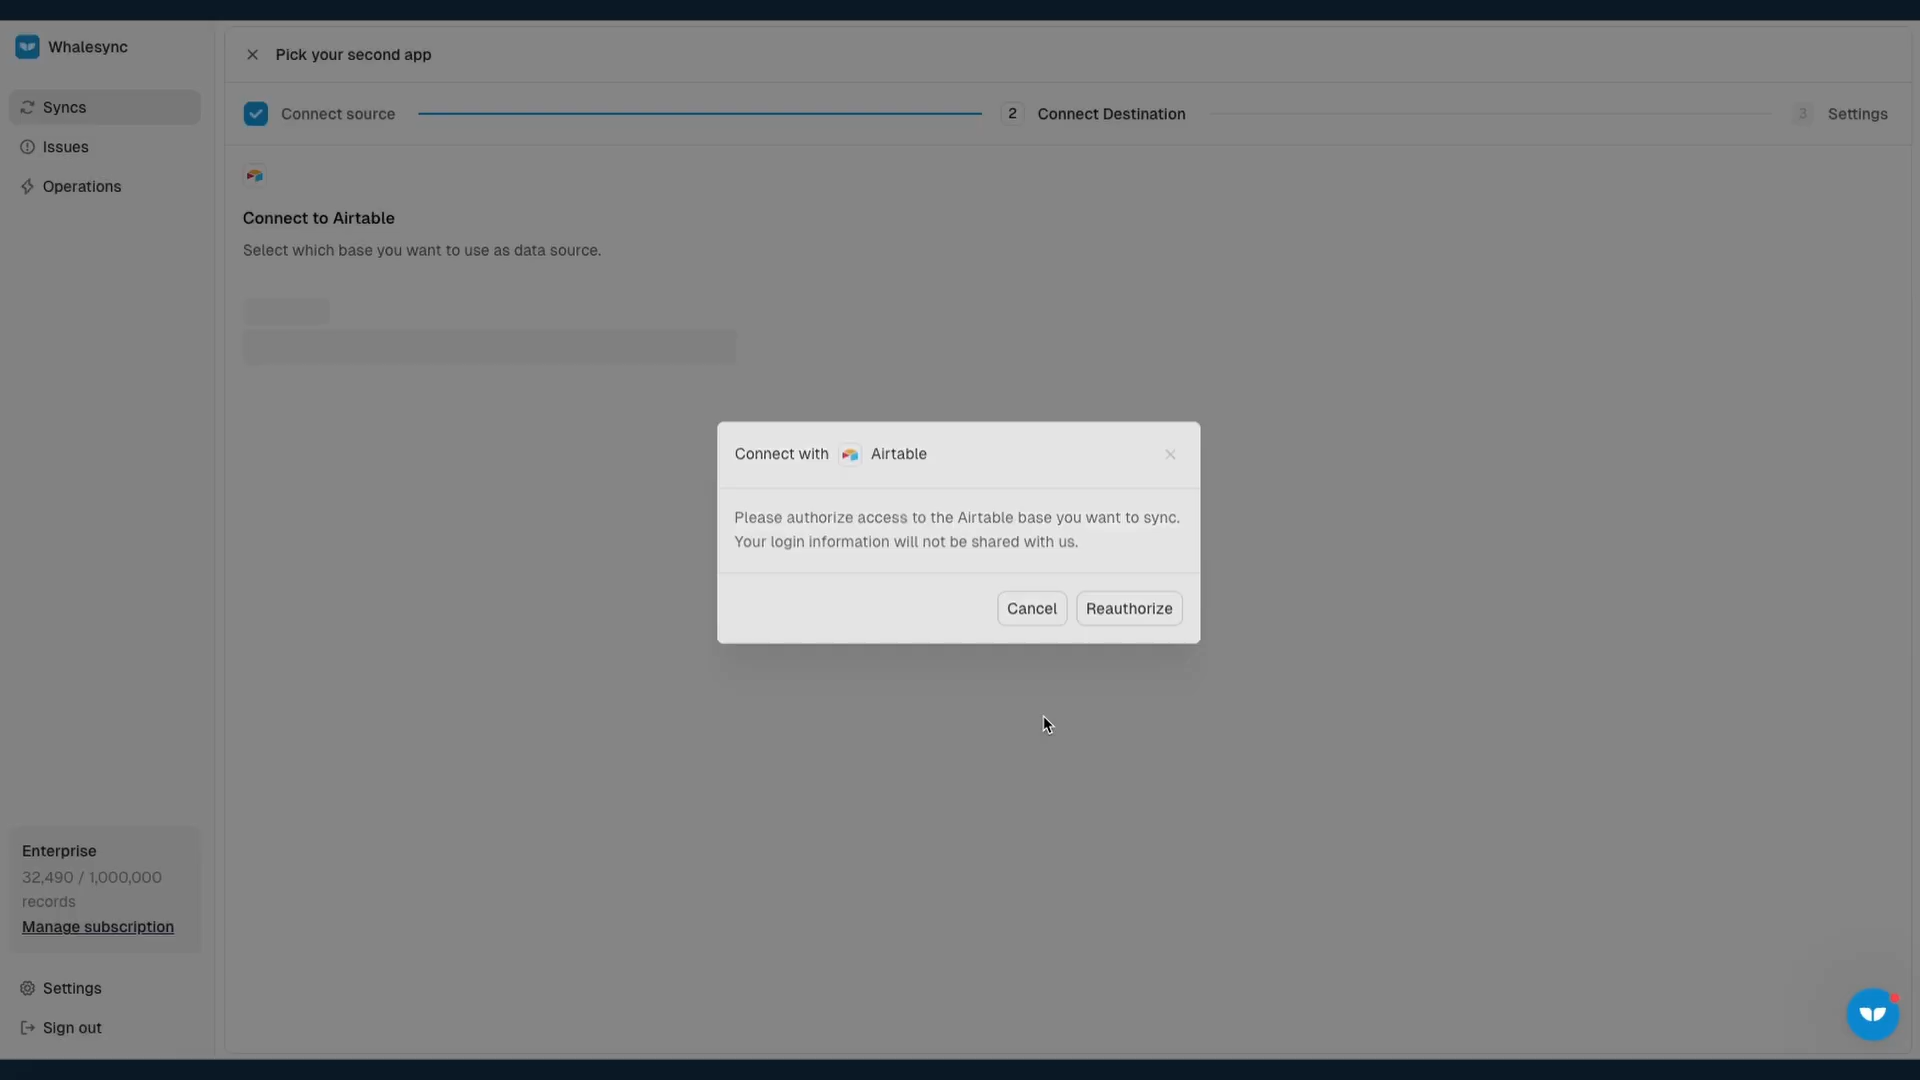 Whalesync
Syncs
Issues
Operations
Pick your second app
Connect source
2 Connect Destination
3 Settings
Connect to Airtable
Select which base you want to use as data source.
Connect with Airtable
Please authorize access to the Airtable base you want to sync.
Your login information will not be shared with us.
Cancel
Reauthorize
Enterprise
32,490 / 1,000,000
records
Manage subscription
Settings
Sign out